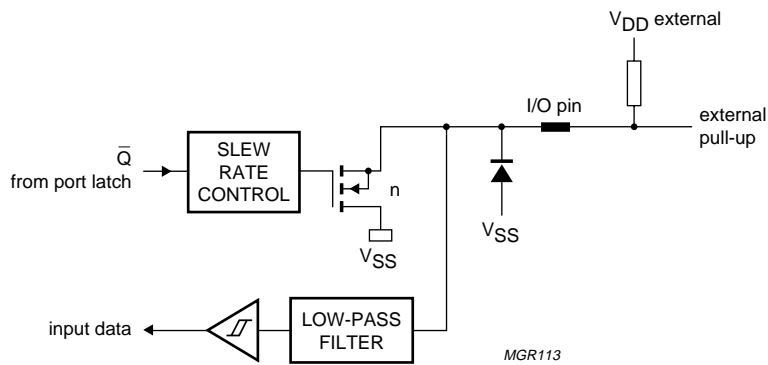 V_DD external
I/O pin
external
pull-up
Q̄
from port latch
SLEW
RATE
CONTROL
n
V_SS
V_SS
input data
LOW-PASS
FILTER
MGR113